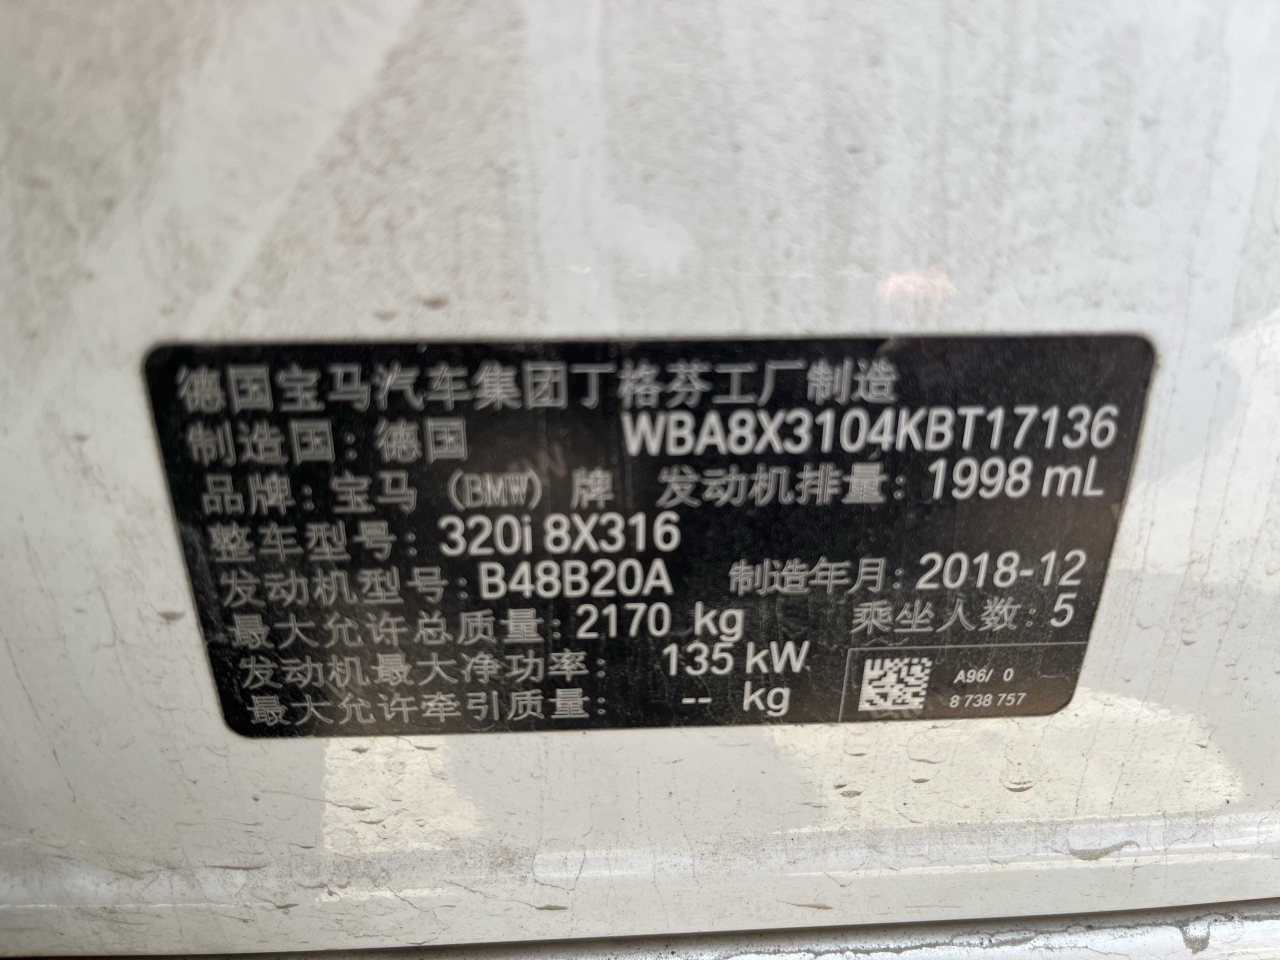 德国宝马汽车集团丁格芬工厂制造
制造国：德国 WBA8X3104KBT17136
品牌：宝马 (BMW) 牌 发动机排量：1998 mL
整车型号：320i 8X316
发动机型号：B48B20A 制造年月：2018-12
最大允许总质量：2170 kg 乘坐人数：5
发动机最大净功率：135 kW
最大允许牵引质量：-- kg
A96/ 0
8 738 757